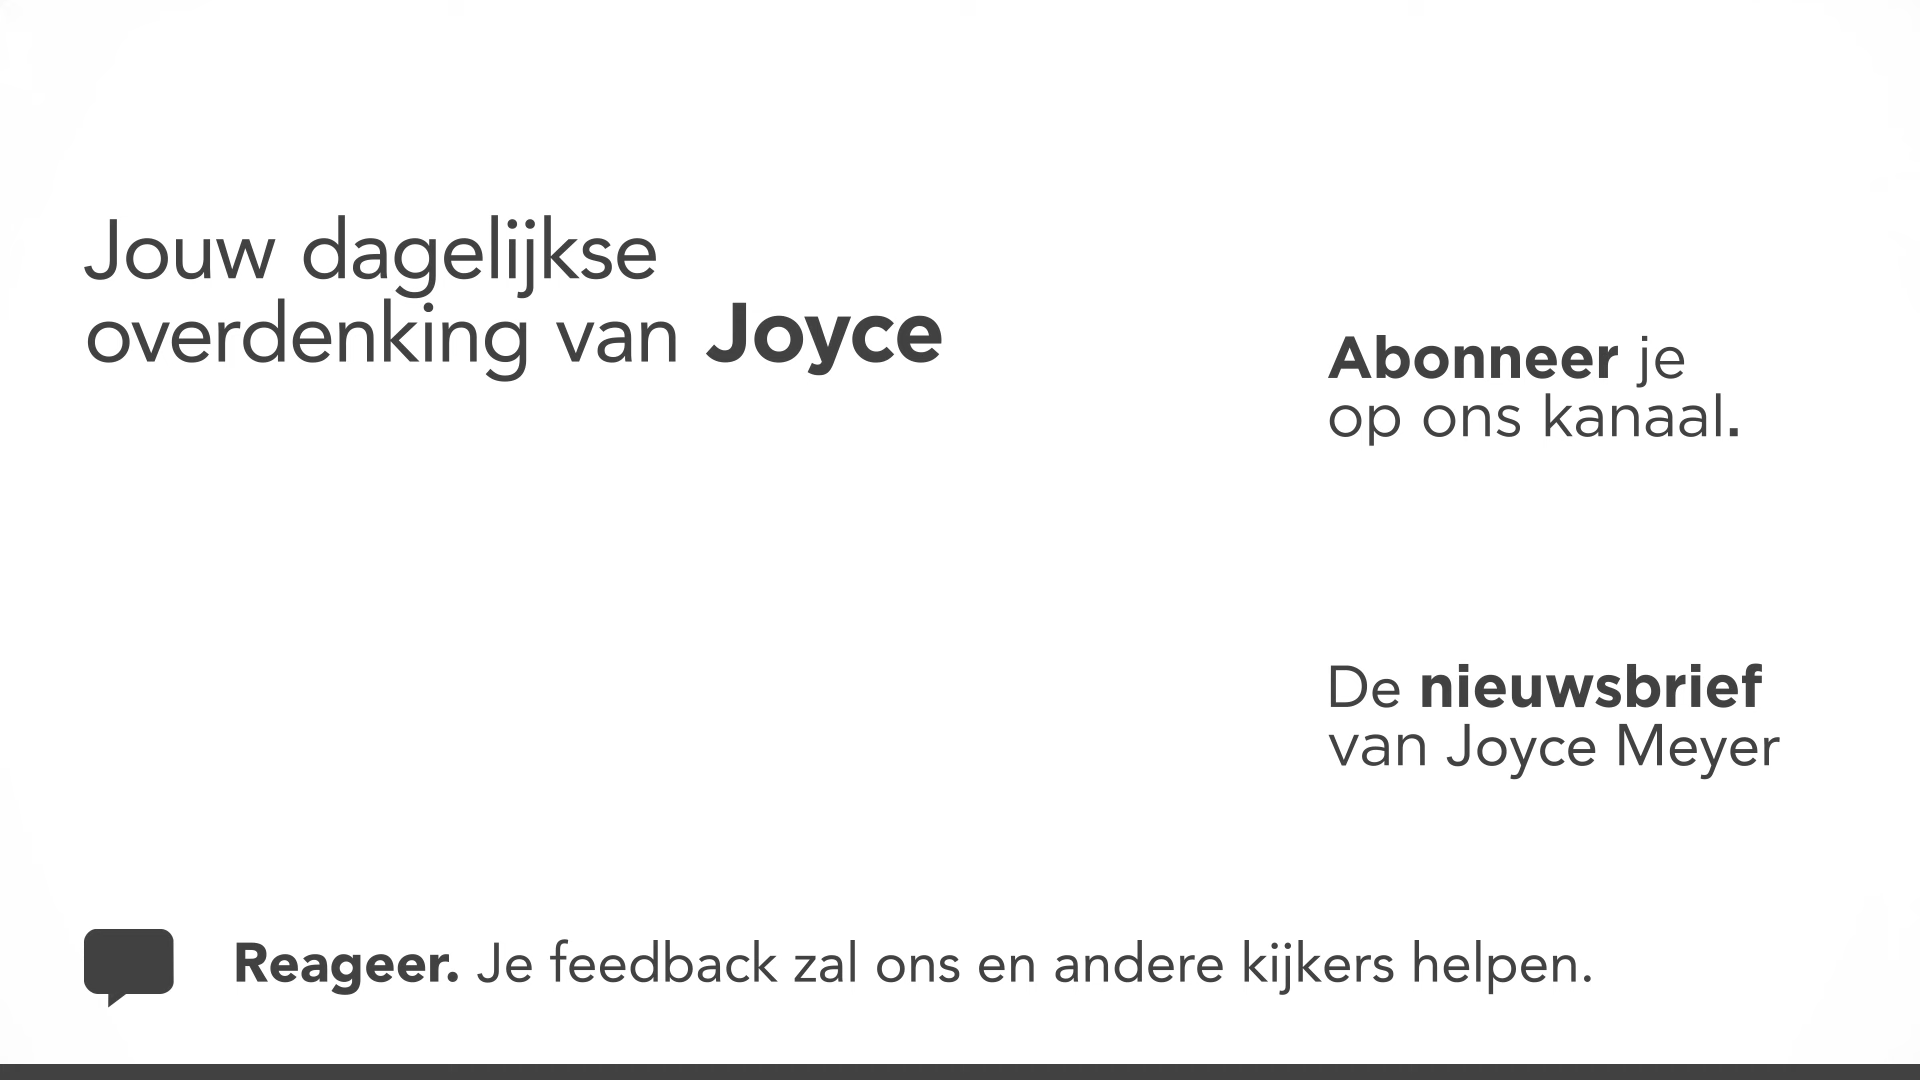 Jouw dagelijkse
overdenking van Joyce
Abonneer je
op ons kanaal.
De nieuwsbrief
van Joyce Meyer
Reageer. Je feedback zal ons en andere kijkers helpen.